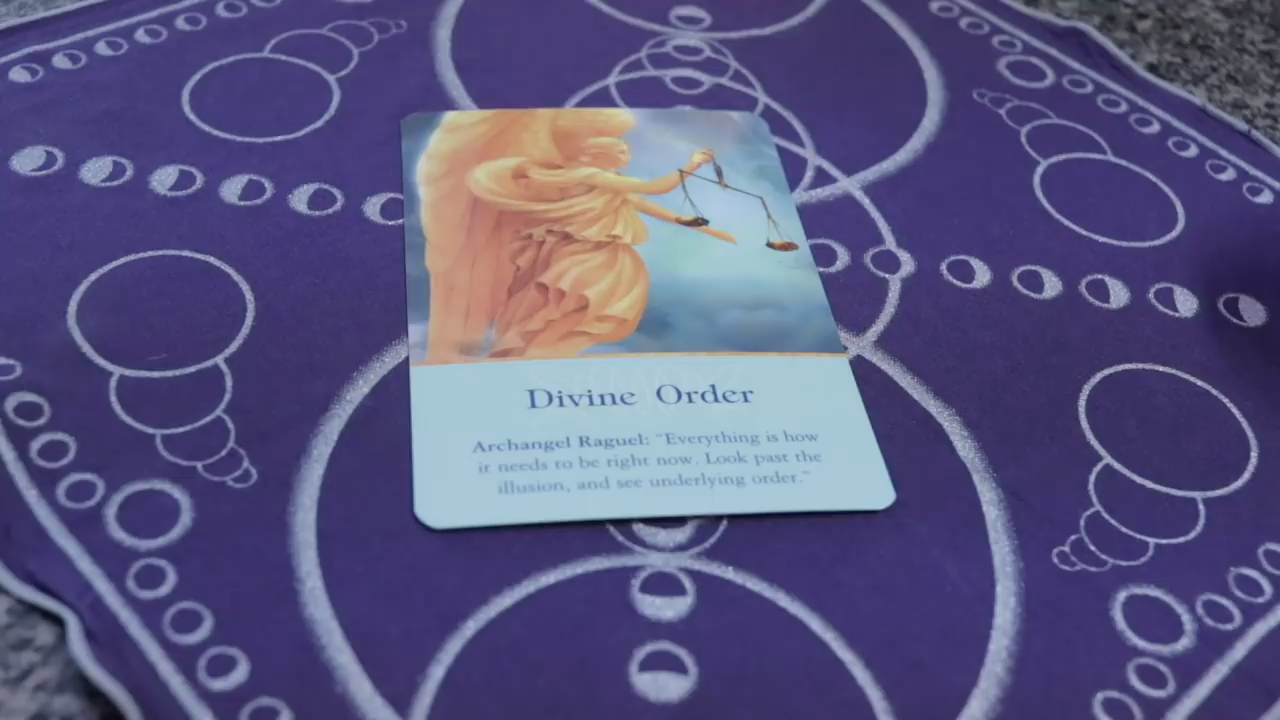 Divine Order
Archangel Raguel: "Everything is how
it needs to be right now. Look past the
illusion, and see underlying order."